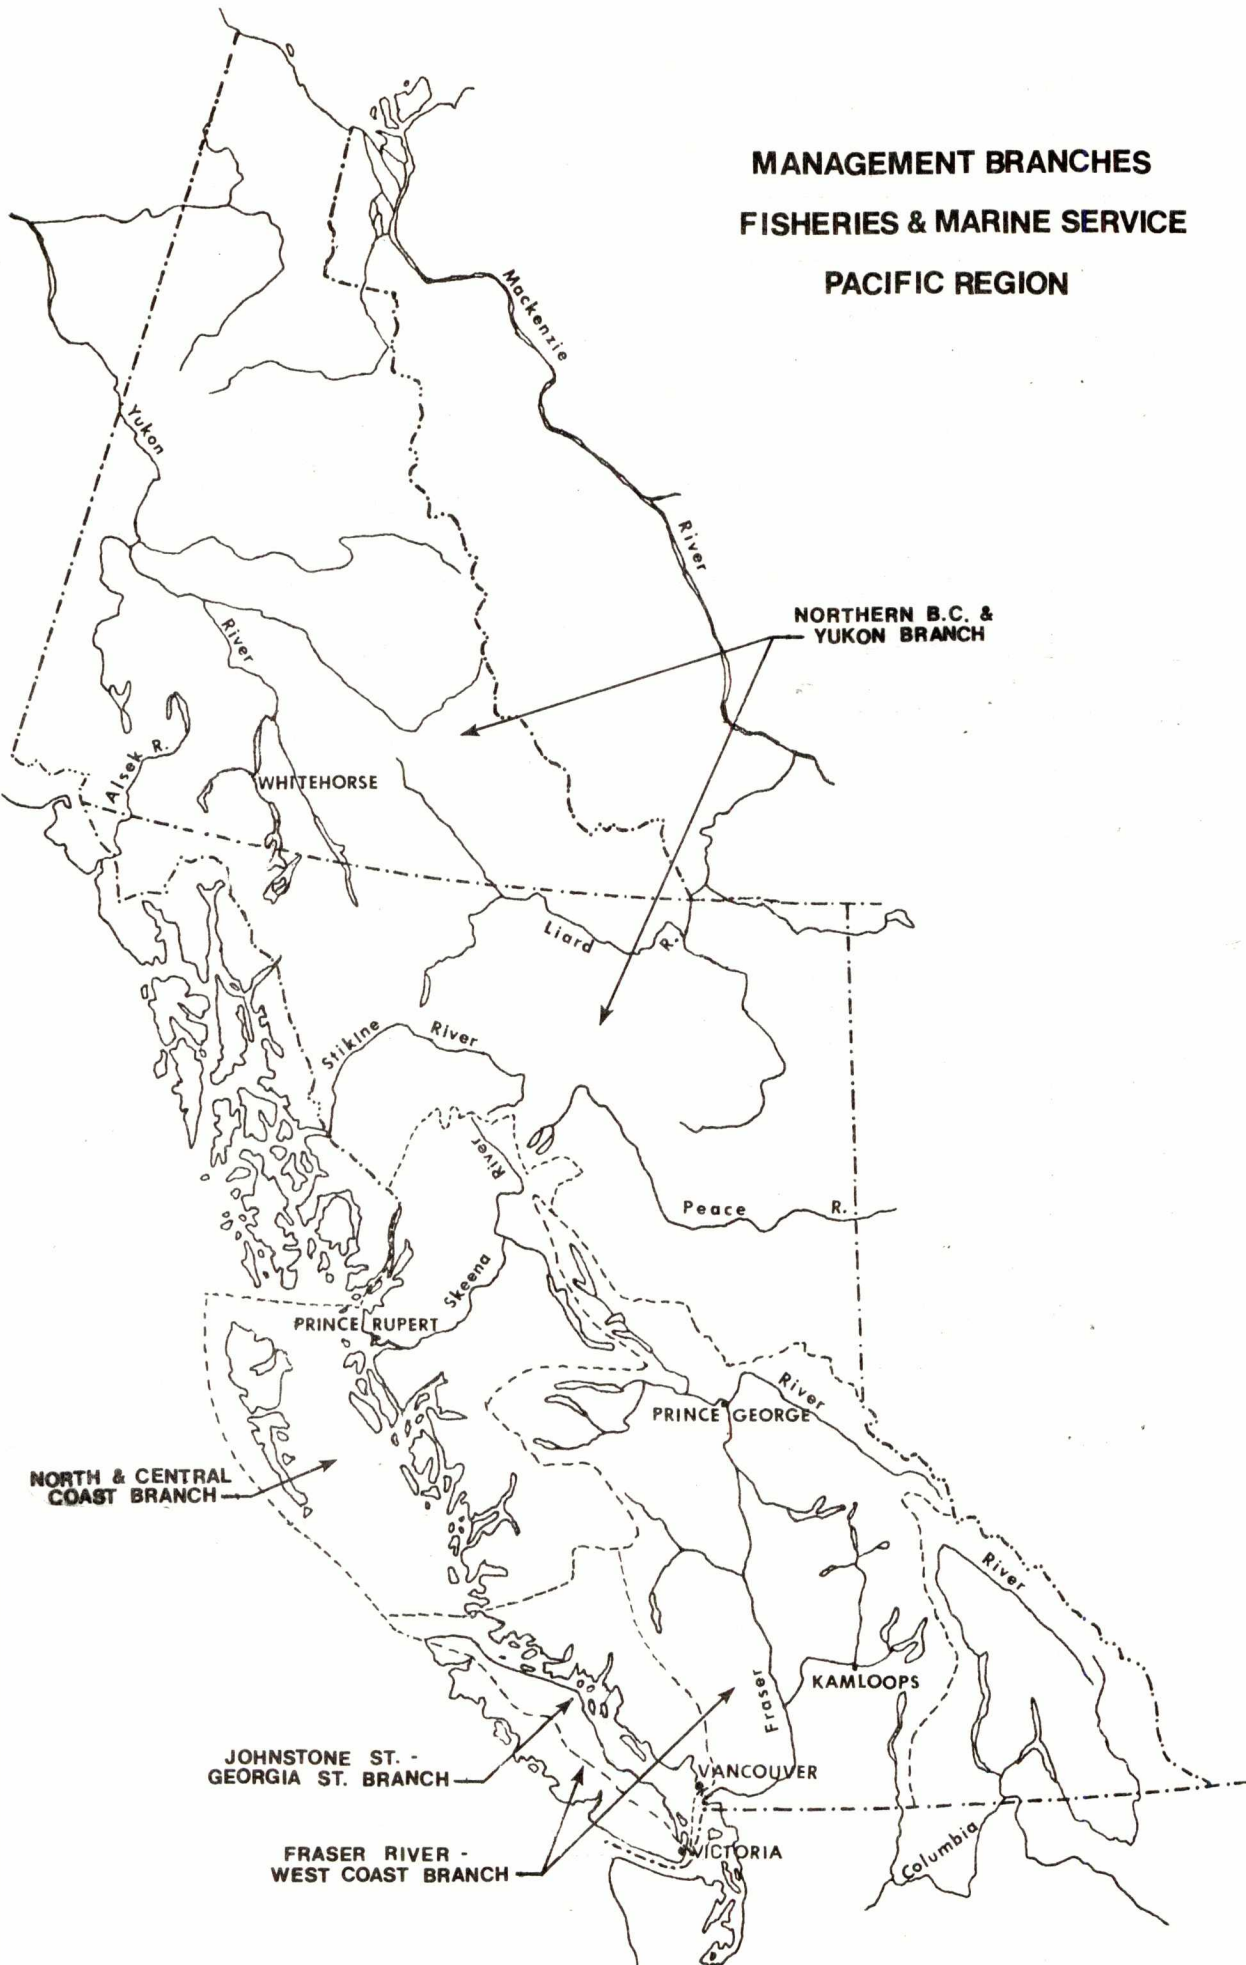 MANAGEMENT BRANCHES
FISHERIES & MARINE SERVICE
PACIFIC REGION
Mackenzie
Yukon
River
NORTHERN B.C. &
YUKON BRANCH
River
Alsek R.
WHITEHORSE
Liard R.
Stikine River
River
Peace R.
Skeena
PRINCE RUPERT
River
PRINCE GEORGE
NORTH & CENTRAL
COAST BRANCH
River
KAMLOOPS
Fraser
JOHNSTONE ST. -
GEORGIA ST. BRANCH
VANCOUVER
FRASER RIVER -
WEST COAST BRANCH
VICTORIA
Columbia